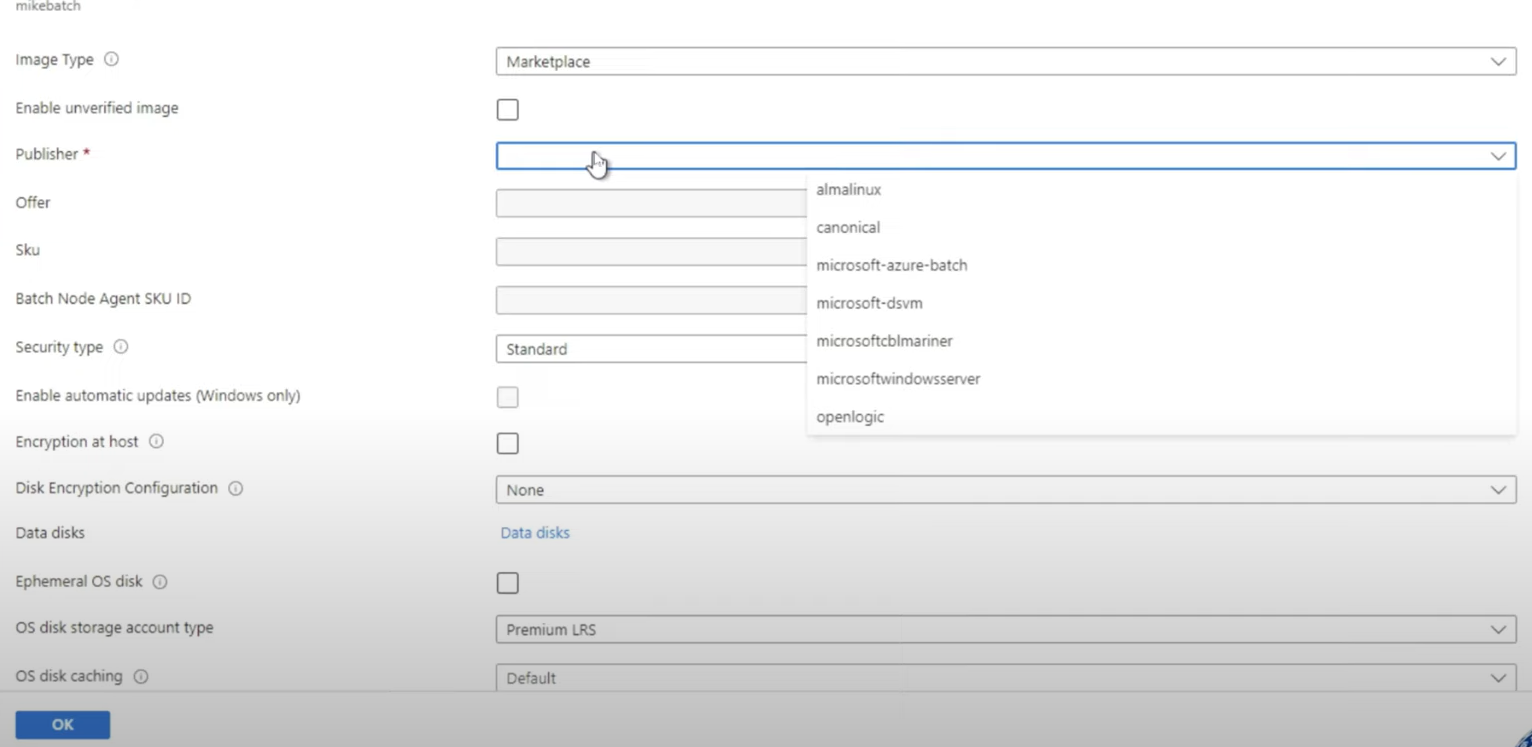 mikebatch
Image Type
Marketplace
Enable unverified image
Publisher *
almalinux
Offer
canonical
Sku
microsoft-azure-batch
Batch Node Agent SKU ID
microsoft-dsvm
Security type
Standard
microsoftcblmariner
microsoftwindowsserver
Enable automatic updates (Windows only)
openlogic
Encryption at host
Disk Encryption Configuration
None
Data disks
Data disks
Ephemeral OS disk
OS disk storage account type
Premium LRS
OS disk caching
Default
OK